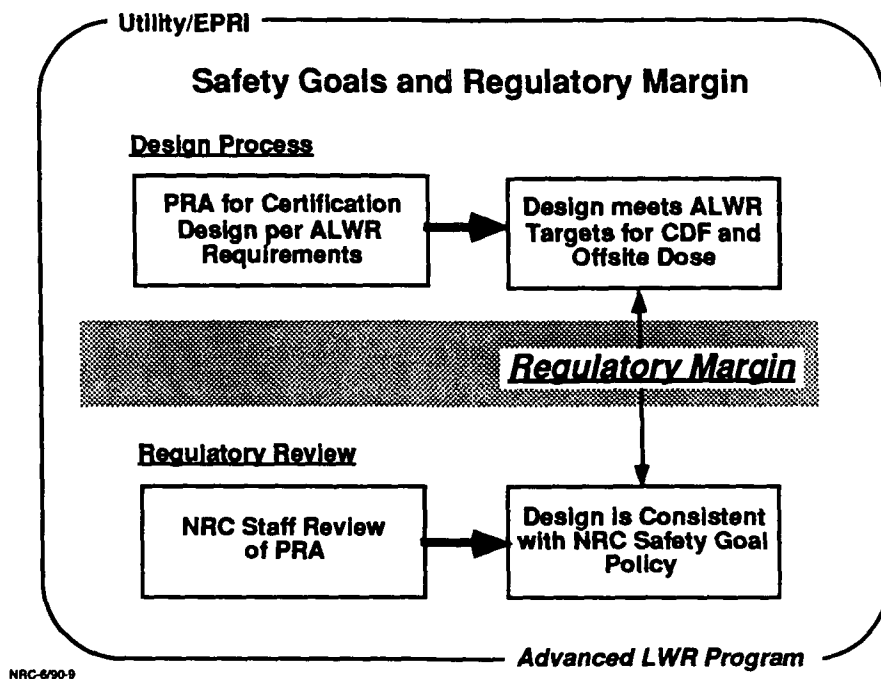 Utility/EPRI
Safety Goals and Regulatory Margin
Design Process
PRA for Certification
Design per ALWR
Requirements
Design meets ALWR
Targets for CDF and
Offsite Dose
Regulatory Margin
Regulatory Review
NRC Staff Review
of PRA
Design is Consistent
with NRC Safety Goal
Policy
Advanced LWR Program
NRC-6/90-9